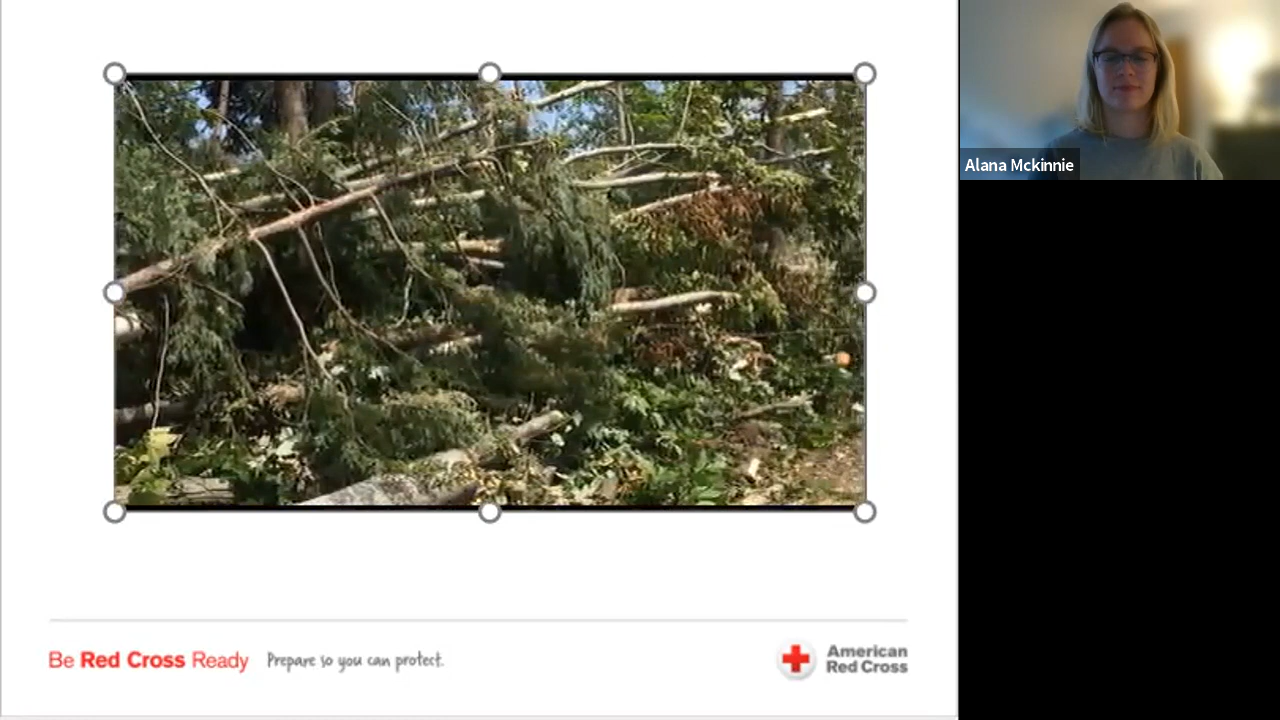 Alana Mckinnie
Be Red Cross Ready
Prepare so you can protect.
American
Red Cross